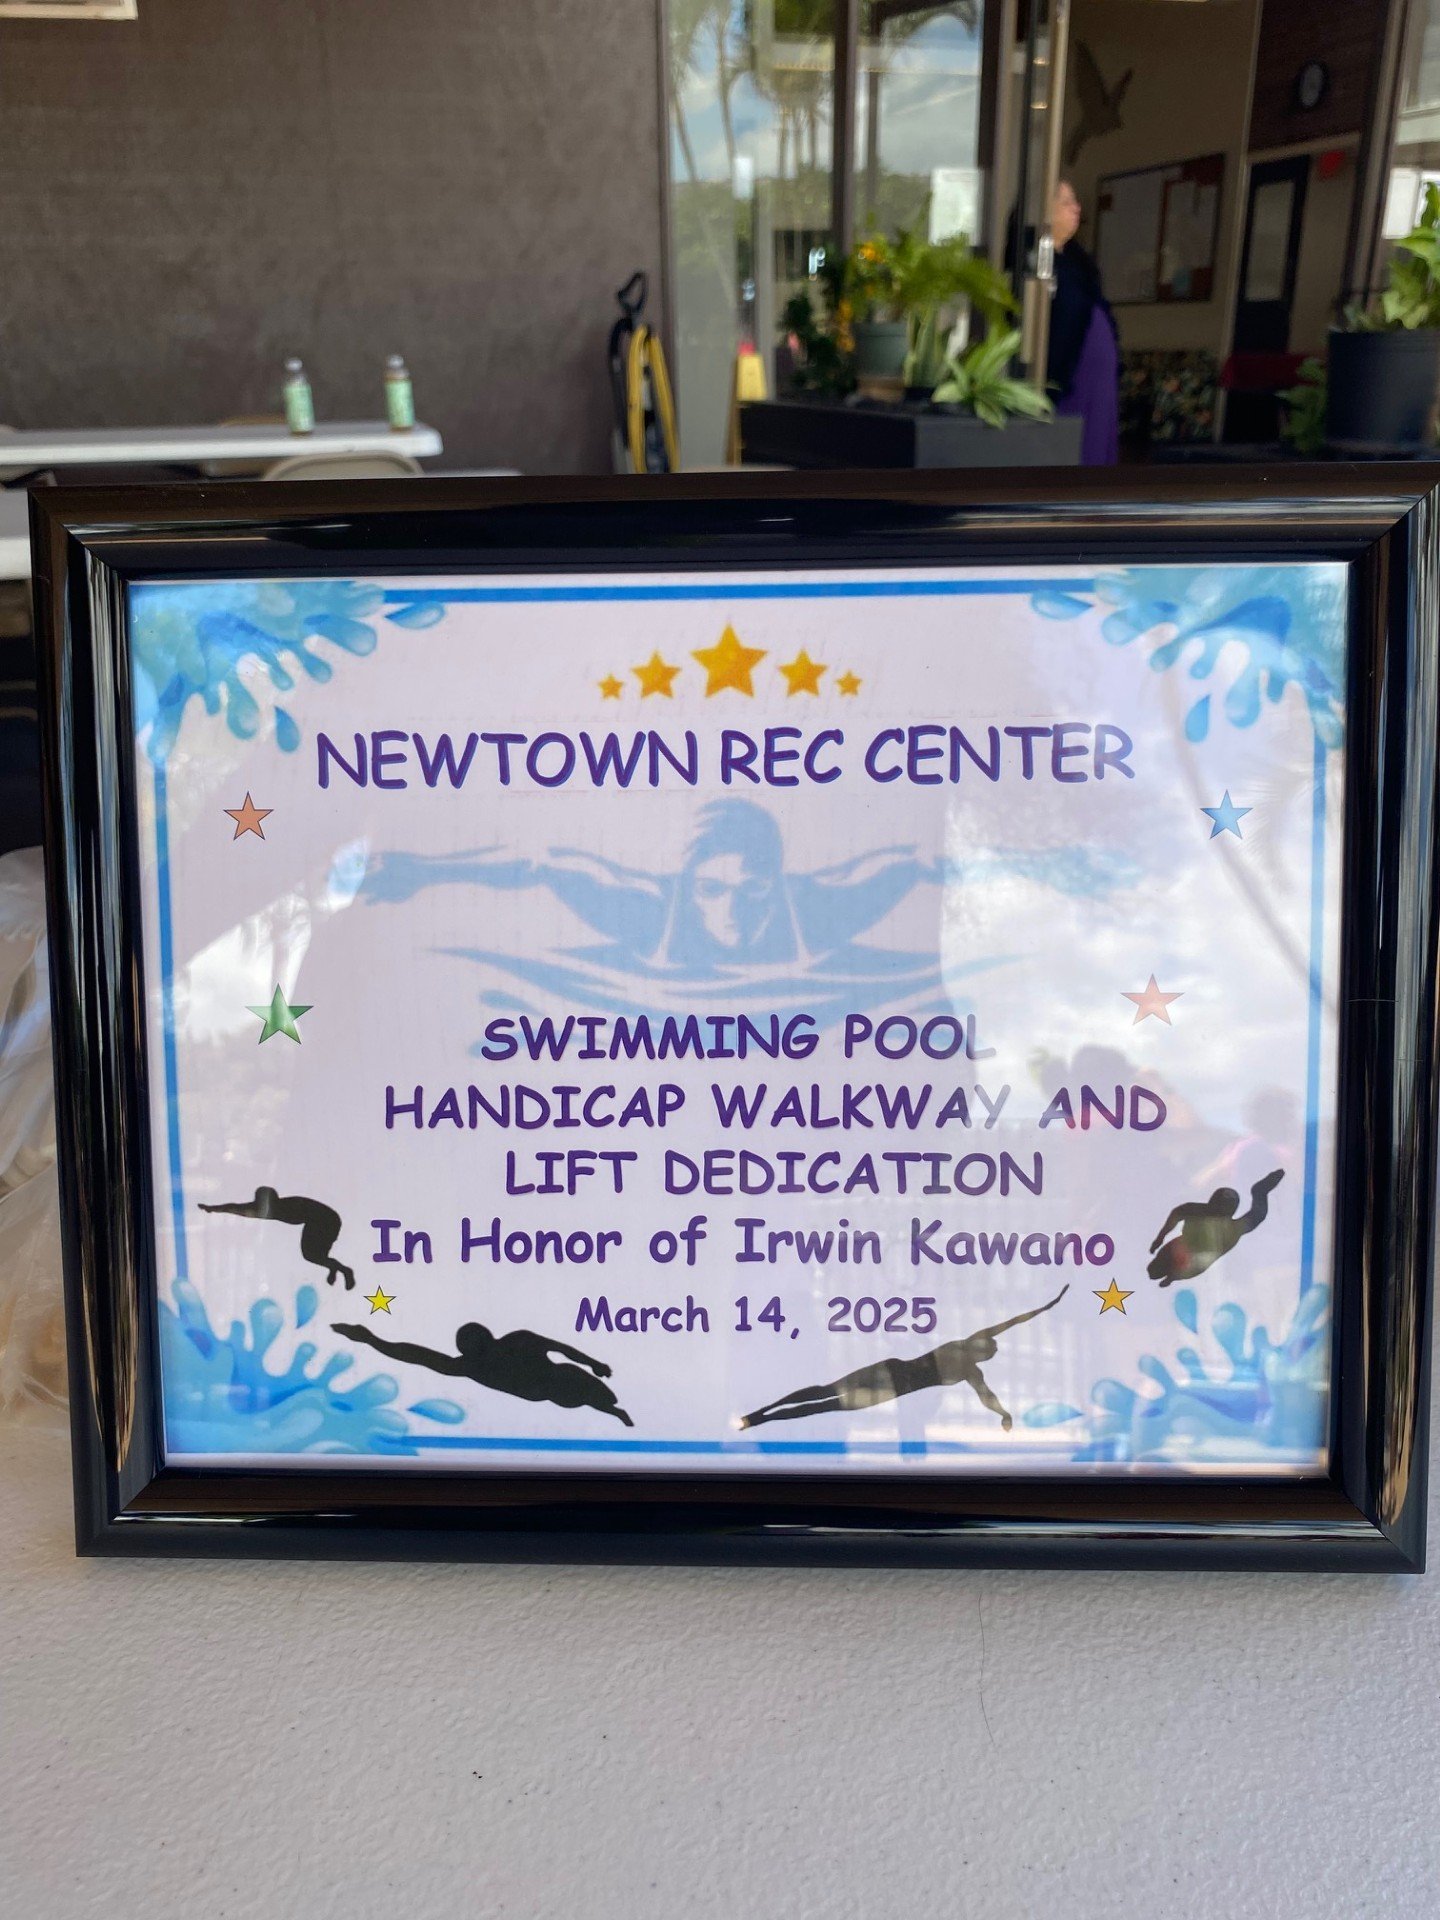 NEWTOWN REC CENTER
SWIMMING POOL
HANDICAP WALKWAY AND
LIFT DEDICATION
In Honor of Irwin Kawano
March 14, 2025